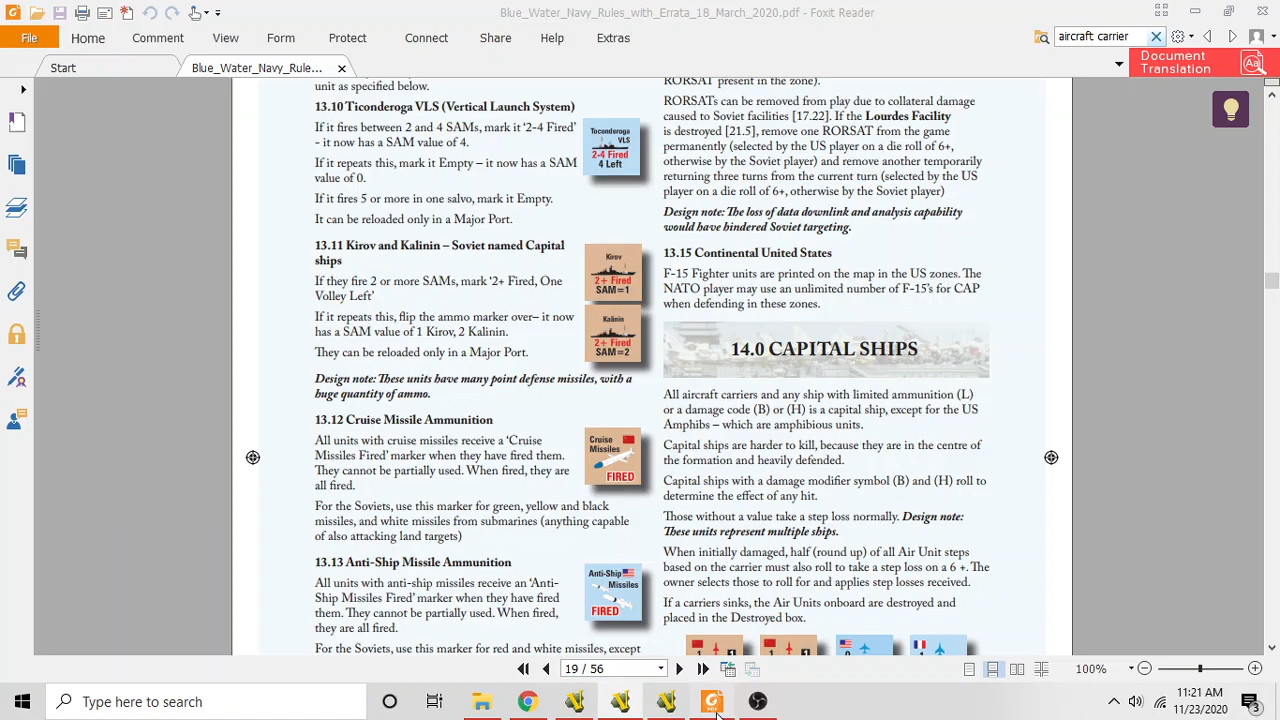 Blue_Water_Navy_Rules_with_Errata_18_March_2020.pdf - Foxit Reader
File Home Comment View Form Protect Connect Share Help Extras
aircraft carrier
Start Blue_Water_Navy_Rule...
Document Translation
unit as specified below.
13.10 Ticonderoga VLS (Vertical Launch System)
If it fires between 2 and 4 SAMs, mark it ‘2-4 Fired’
- it now has a SAM value of 4.
If it repeats this, mark it Empty – it now has a SAM
value of 0.
If it fires 5 or more in one salvo, mark it Empty.
It can be reloaded only in a Major Port.
Toconderoga
VLS
2-4 Fired
4 Left
13.11 Kirov and Kalinin – Soviet named Capital
ships
If they fire 2 or more SAMs, mark ‘2+ Fired, One
Volley Left’
If it repeats this, flip the ammo marker over– it now
has a SAM value of 1 Kirov, 2 Kalinin.
They can be reloaded only in a Major Port.
Kirov
2+ Fired
SAM=1
Kalinin
2+ Fired
SAM=2
Design note: These units have many point defense missiles, with a
huge quantity of ammo.
13.12 Cruise Missile Ammunition
All units with cruise missiles receive a ‘Cruise
Missiles Fired’ marker when they have fired them.
They cannot be partially used. When fired, they are
all fired.
Cruise
Missiles
FIRED
For the Soviets, use this marker for green, yellow and black
missiles, and white missiles from submarines (anything capable
of also attacking land targets)
13.13 Anti-Ship Missile Ammunition
All units with anti-ship missiles receive an ‘Anti-
Ship Missiles Fired’ marker when they have fired
them. They cannot be partially used. When fired,
they are all fired.
Anti-Ship
Missiles
FIRED
For the Soviets, use this marker for red and white missiles, except
RORSAT present in the zone).
RORSATs can be removed from play due to collateral damage
caused to Soviet facilities [17.22]. If the Lourdes Facility
is destroyed [21.5], remove one RORSAT from the game
permanently (selected by the US player on a die roll of 6+,
otherwise by the Soviet player) and remove another temporarily
returning three turns from the current turn (selected by the US
player on a die roll of 6+, otherwise by the Soviet player)
Design note: The loss of data downlink and analysis capability
would have hindered Soviet targeting.
13.15 Continental United States
F-15 Fighter units are printed on the map in the US zones. The
NATO player may use an unlimited number of F-15’s for CAP
when defending in these zones.
14.0 CAPITAL SHIPS
All aircraft carriers and any ship with limited ammunition (L)
or a damage code (B) or (H) is a capital ship, except for the US
Amphibs – which are amphibious units.
Capital ships are harder to kill, because they are in the centre of
the formation and heavily defended.
Capital ships with a damage modifier symbol (B) and (H) roll to
determine the effect of any hit.
Those without a value take a step loss normally. Design note:
These units represent multiple ships.
When initially damaged, half (round up) of all Air Unit steps
based on the carrier must also roll to take a step loss on a 6 +. The
owner selects those to roll for and applies step losses received.
If a carriers sinks, the Air Units onboard are destroyed and
placed in the Destroyed box.
19 / 56
100%
Type here to search
11:21 AM
11/23/2020
3